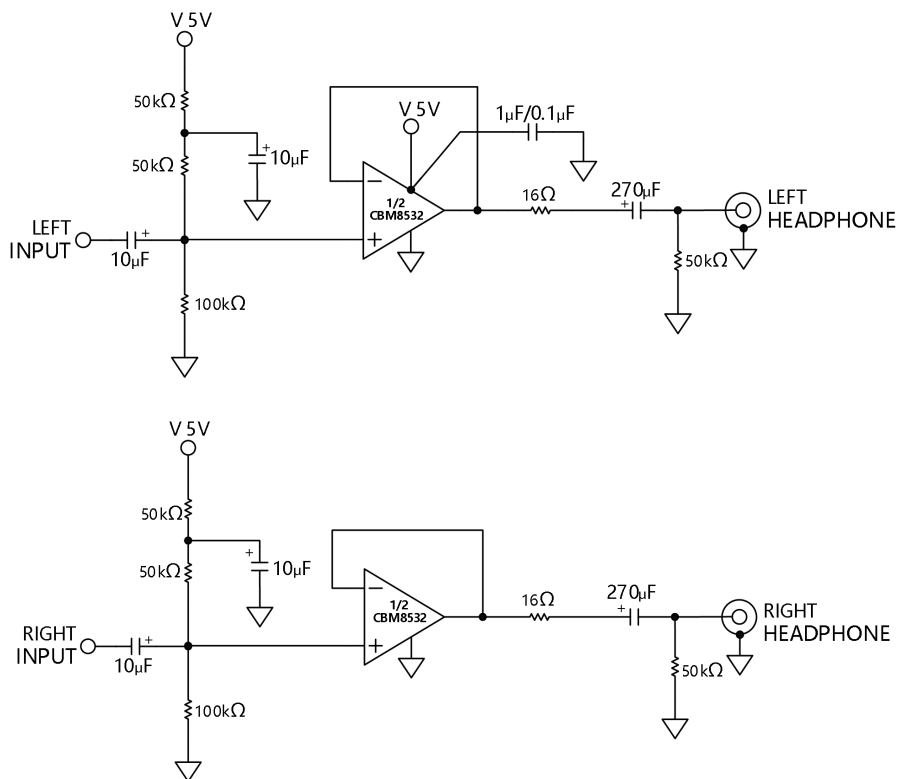 V 5V
50kΩ
10µF
50kΩ
LEFT
INPUT
10µF
100kΩ
V 5V
1µF/0.1µF
−
1/2
CBM8532
+
16Ω
270µF
50kΩ
LEFT
HEADPHONE
V 5V
50kΩ
10µF
50kΩ
RIGHT
INPUT
10µF
100kΩ
−
1/2
CBM8532
+
16Ω
270µF
50kΩ
RIGHT
HEADPHONE